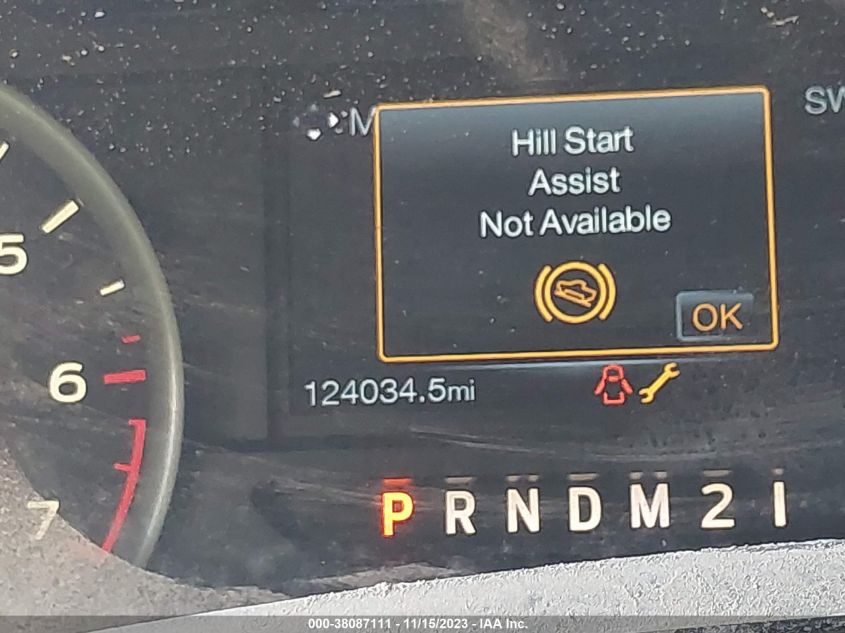 SW
M
Hill Start
Assist
Not Available
OK
5
6
7
124034.5mi
P R N D M 2 1
000-38087111 - 11/15/2023 - IAA Inc.